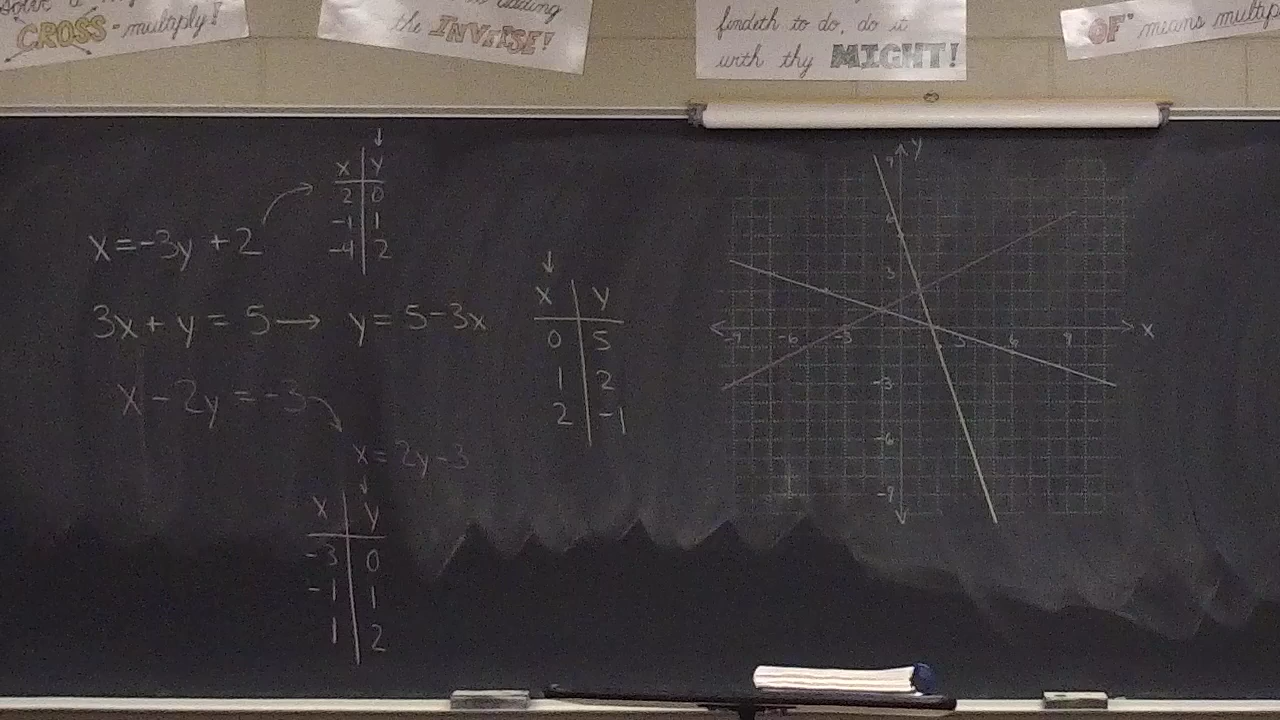 CROSS-multiply!
adding
the INVERSE!
findeth to do, do it
with thy MIGHT!
"OF" means
x=-3y+2
x y
2 0
-1 1
-4 2
3x+y=5→ y=5-3x
x y
0 5
1 2
2 -1
x-2y=-3
x=2y-3
x y
-3 0
-1 1
1 2
y
9
6
3
-9 -6 -3 3 6 9 x
-3
-6
-9